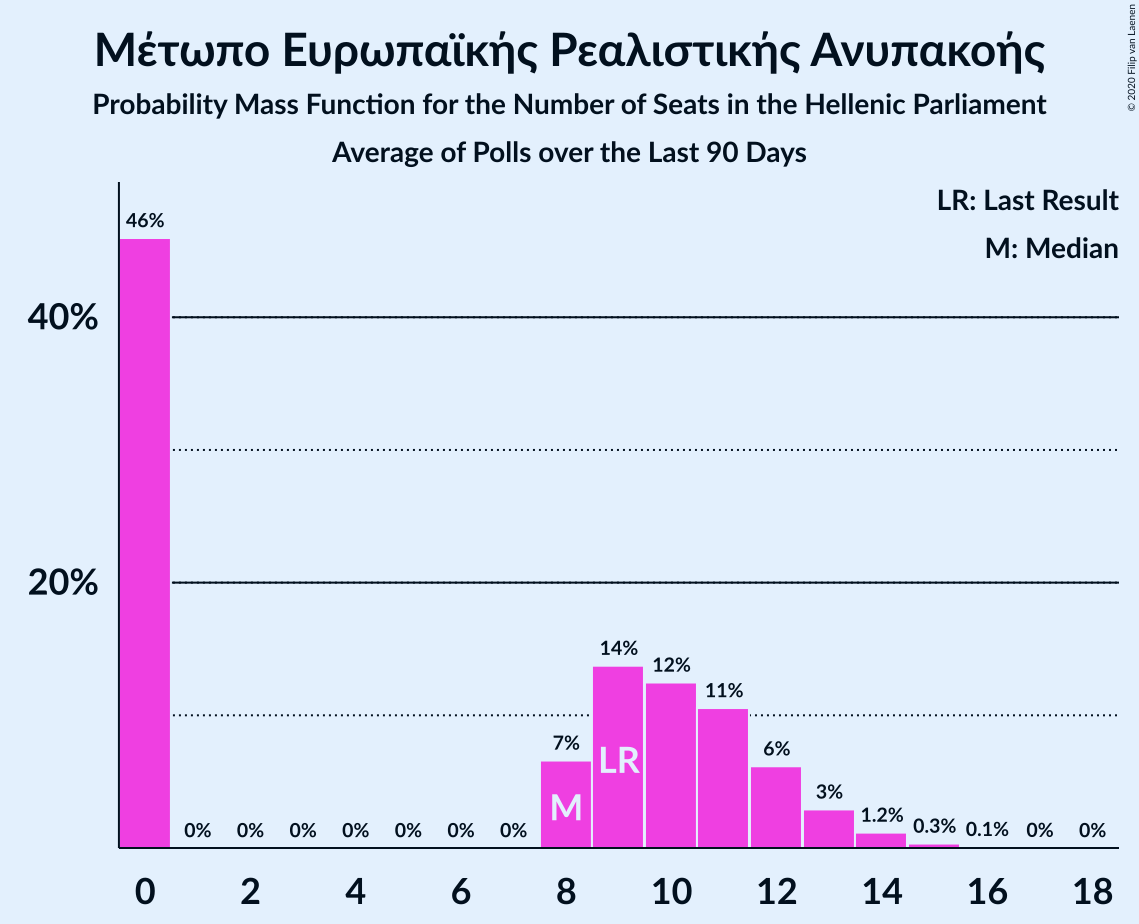 Μέτωπο Ευρωπαϊκής Ρεαλιστικής Ανυπακοής
Probability Mass Function for the Number of Seats in the Hellenic Parliament
Average of Polls over the Last 90 Days
© 2020 Filip van Laenen
LR: Last Result
M: Median
46%
40%
20%
14%
12%
11%
7%
6%
3%
1.2%
0.3%
0.1%
0% 0% 0% 0% 0% 0% 0% 0% 0%
LR
M
0 2 4 6 8 10 12 14 16 18